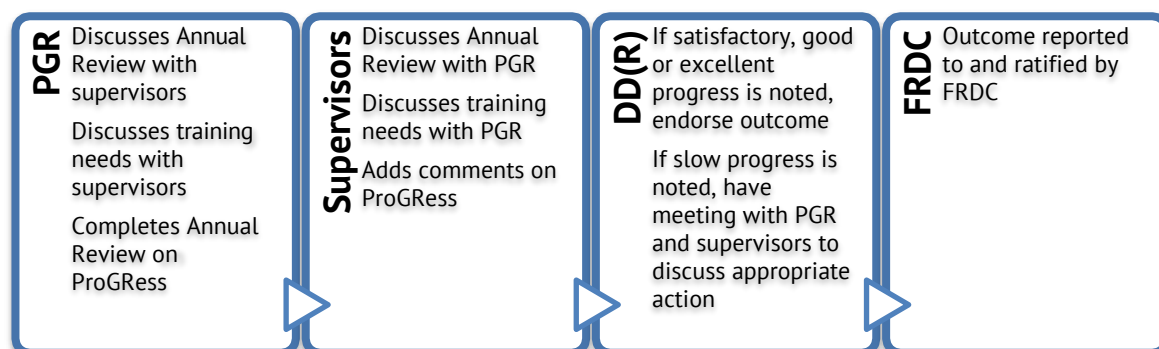 PGR
Discusses Annual
Review with
supervisors
Discusses training
needs with
supervisors
Completes Annual
Review on
ProGRess
Supervisors
Discusses Annual
Review with PGR
Discusses training
needs with PGR
Adds comments on
ProGRess
DD(R)
If satisfactory, good
or excellent
progress is noted,
endorse outcome
If slow progress is
noted, have
meeting with PGR
and supervisors to
discuss appropriate
action
FRDC
Outcome reported
to and ratified by
FRDC